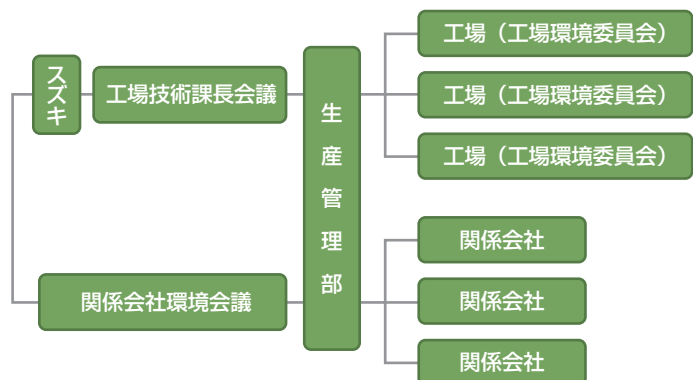 スズキ
工場技術課長会議
関係会社環境会議
生産管理部
工場（工場環境委員会）
工場（工場環境委員会）
工場（工場環境委員会）
関係会社
関係会社
関係会社